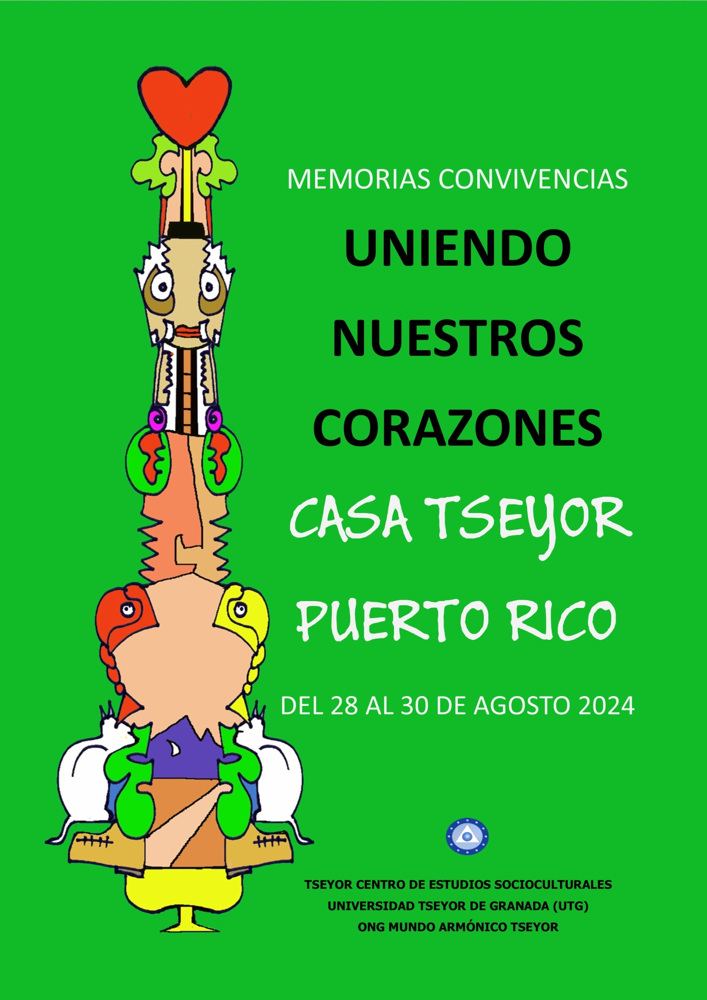 MEMORIAS CONVIVENCIAS
UNIENDO
NUESTROS
CORAZONES
CASA TSEYOR
PUERTO RICO
DEL 28 AL 30 DE AGOSTO 2024
TSEYOR CENTRO DE ESTUDIOS SOCIOCULTURALES
UNIVERSIDAD TSEYOR DE GRANADA (UTG)
ONG MUNDO ARMÓNICO TSEYOR